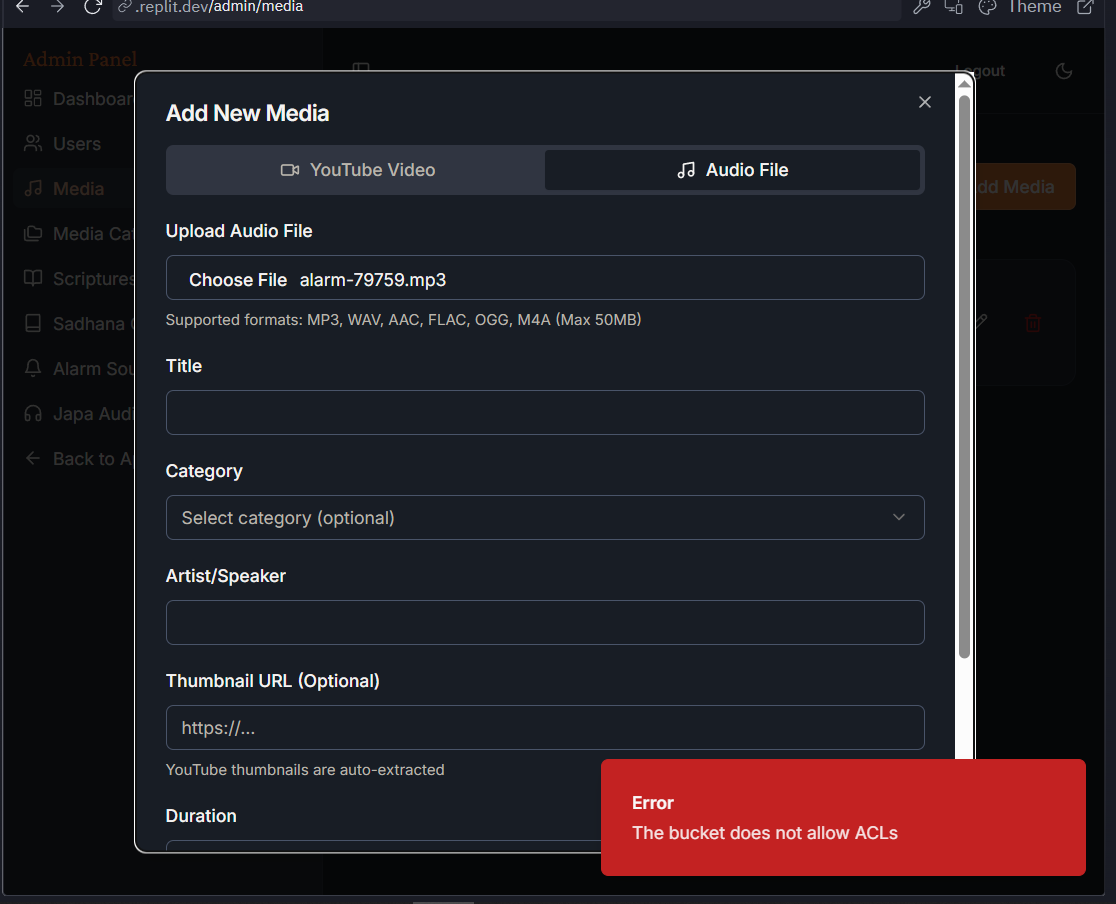 .replit.dev/admin/media
Theme
Admin Panel
Logout
Dashboar
Users
Media
Media Cat
Scriptures
Sadhana
Alarm Sou
Japa Audi
Back to A
dd Media
Add New Media
YouTube Video
Audio File
Upload Audio File
Choose File alarm-79759.mp3
Supported formats: MP3, WAV, AAC, FLAC, OGG, M4A (Max 50MB)
Title
Category
Select category (optional)
Artist/Speaker
Thumbnail URL (Optional)
https://...
YouTube thumbnails are auto-extracted
Duration
Error
The bucket does not allow ACLs